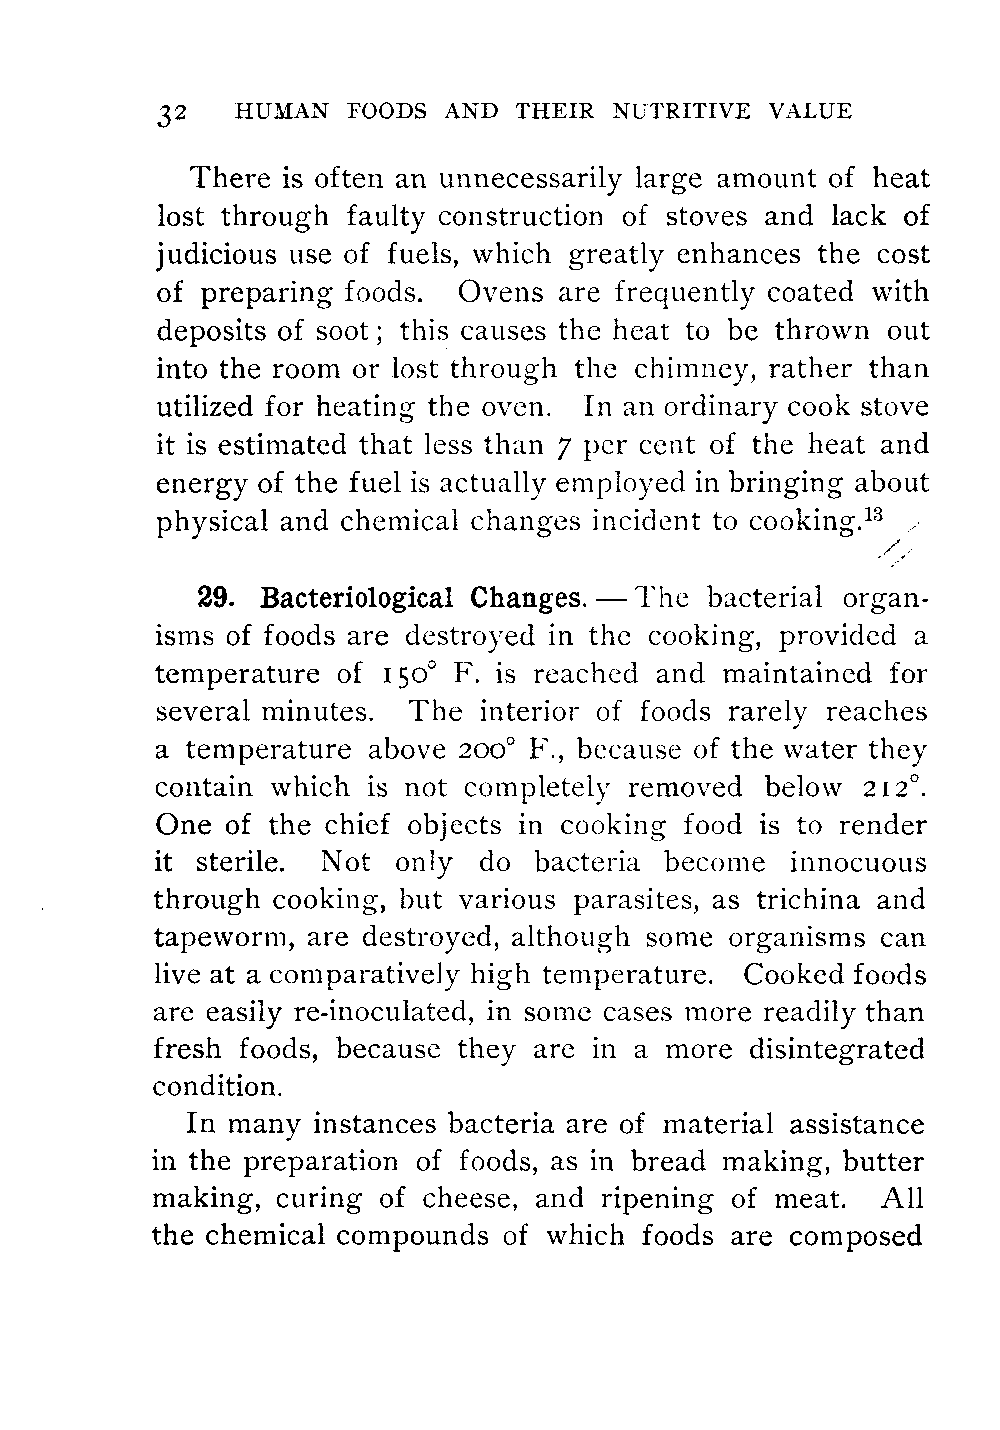 32 HUMAN FOODS AND THEIR NUTRITIVE VALUE
There is often an unnecessarily large amount of heat
lost through faulty construction of stoves and lack of
judicious use of fuels, which greatly enhances the cost
of preparing foods. Ovens are frequently coated with
deposits of soot; this causes the heat to be thrown out
into the room or lost through the chimney, rather than
utilized for heating the oven. In an ordinary cook stove
it is estimated that less than 7 per cent of the heat and
energy of the fuel is actually employed in bringing about
physical and chemical changes incident to cooking.¹³
29. Bacteriological Changes. — The bacterial organ-
isms of foods are destroyed in the cooking, provided a
temperature of 150° F. is reached and maintained for
several minutes. The interior of foods rarely reaches
a temperature above 200° F., because of the water they
contain which is not completely removed below 212°.
One of the chief objects in cooking food is to render
it sterile. Not only do bacteria become innocuous
through cooking, but various parasites, as trichina and
tapeworm, are destroyed, although some organisms can
live at a comparatively high temperature. Cooked foods
are easily re-inoculated, in some cases more readily than
fresh foods, because they are in a more disintegrated
condition.
In many instances bacteria are of material assistance
in the preparation of foods, as in bread making, butter
making, curing of cheese, and ripening of meat. All
the chemical compounds of which foods are composed